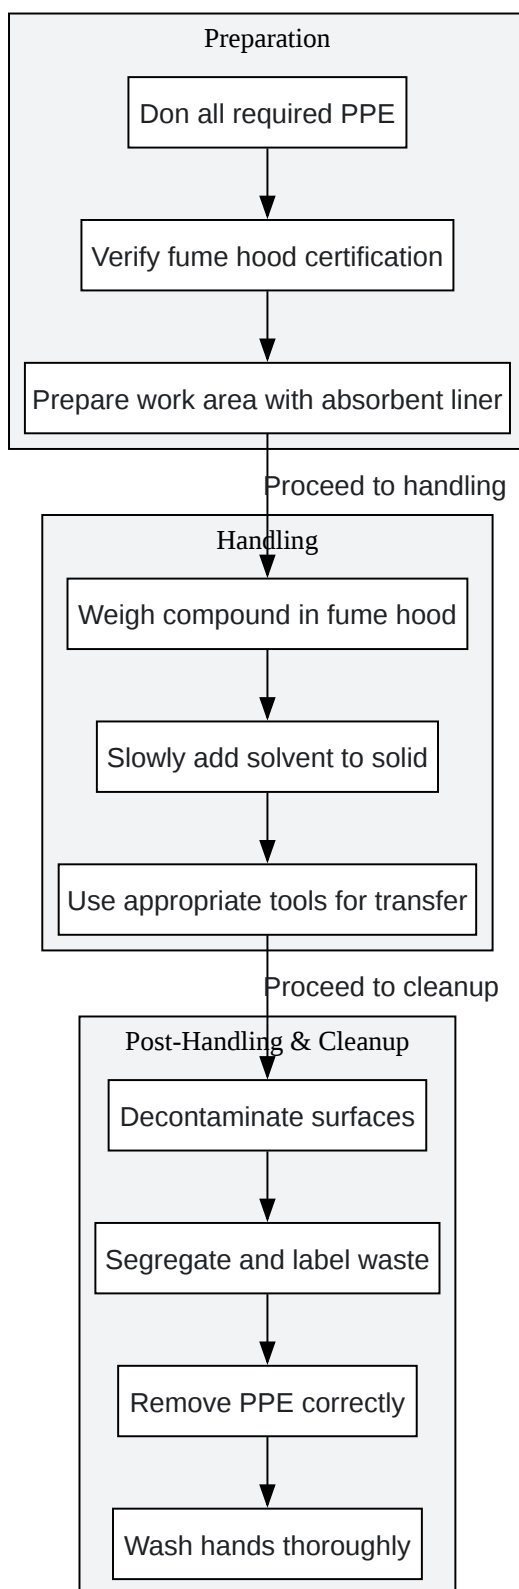 Preparation
Don all required PPE
Verify fume hood certification
Prepare work area with absorbent liner
Proceed to handling
Handling
Weigh compound in fume hood
Slowly add solvent to solid
Use appropriate tools for transfer
Proceed to cleanup
Post-Handling & Cleanup
Decontaminate surfaces
Segregate and label waste
Remove PPE correctly
Wash hands thoroughly